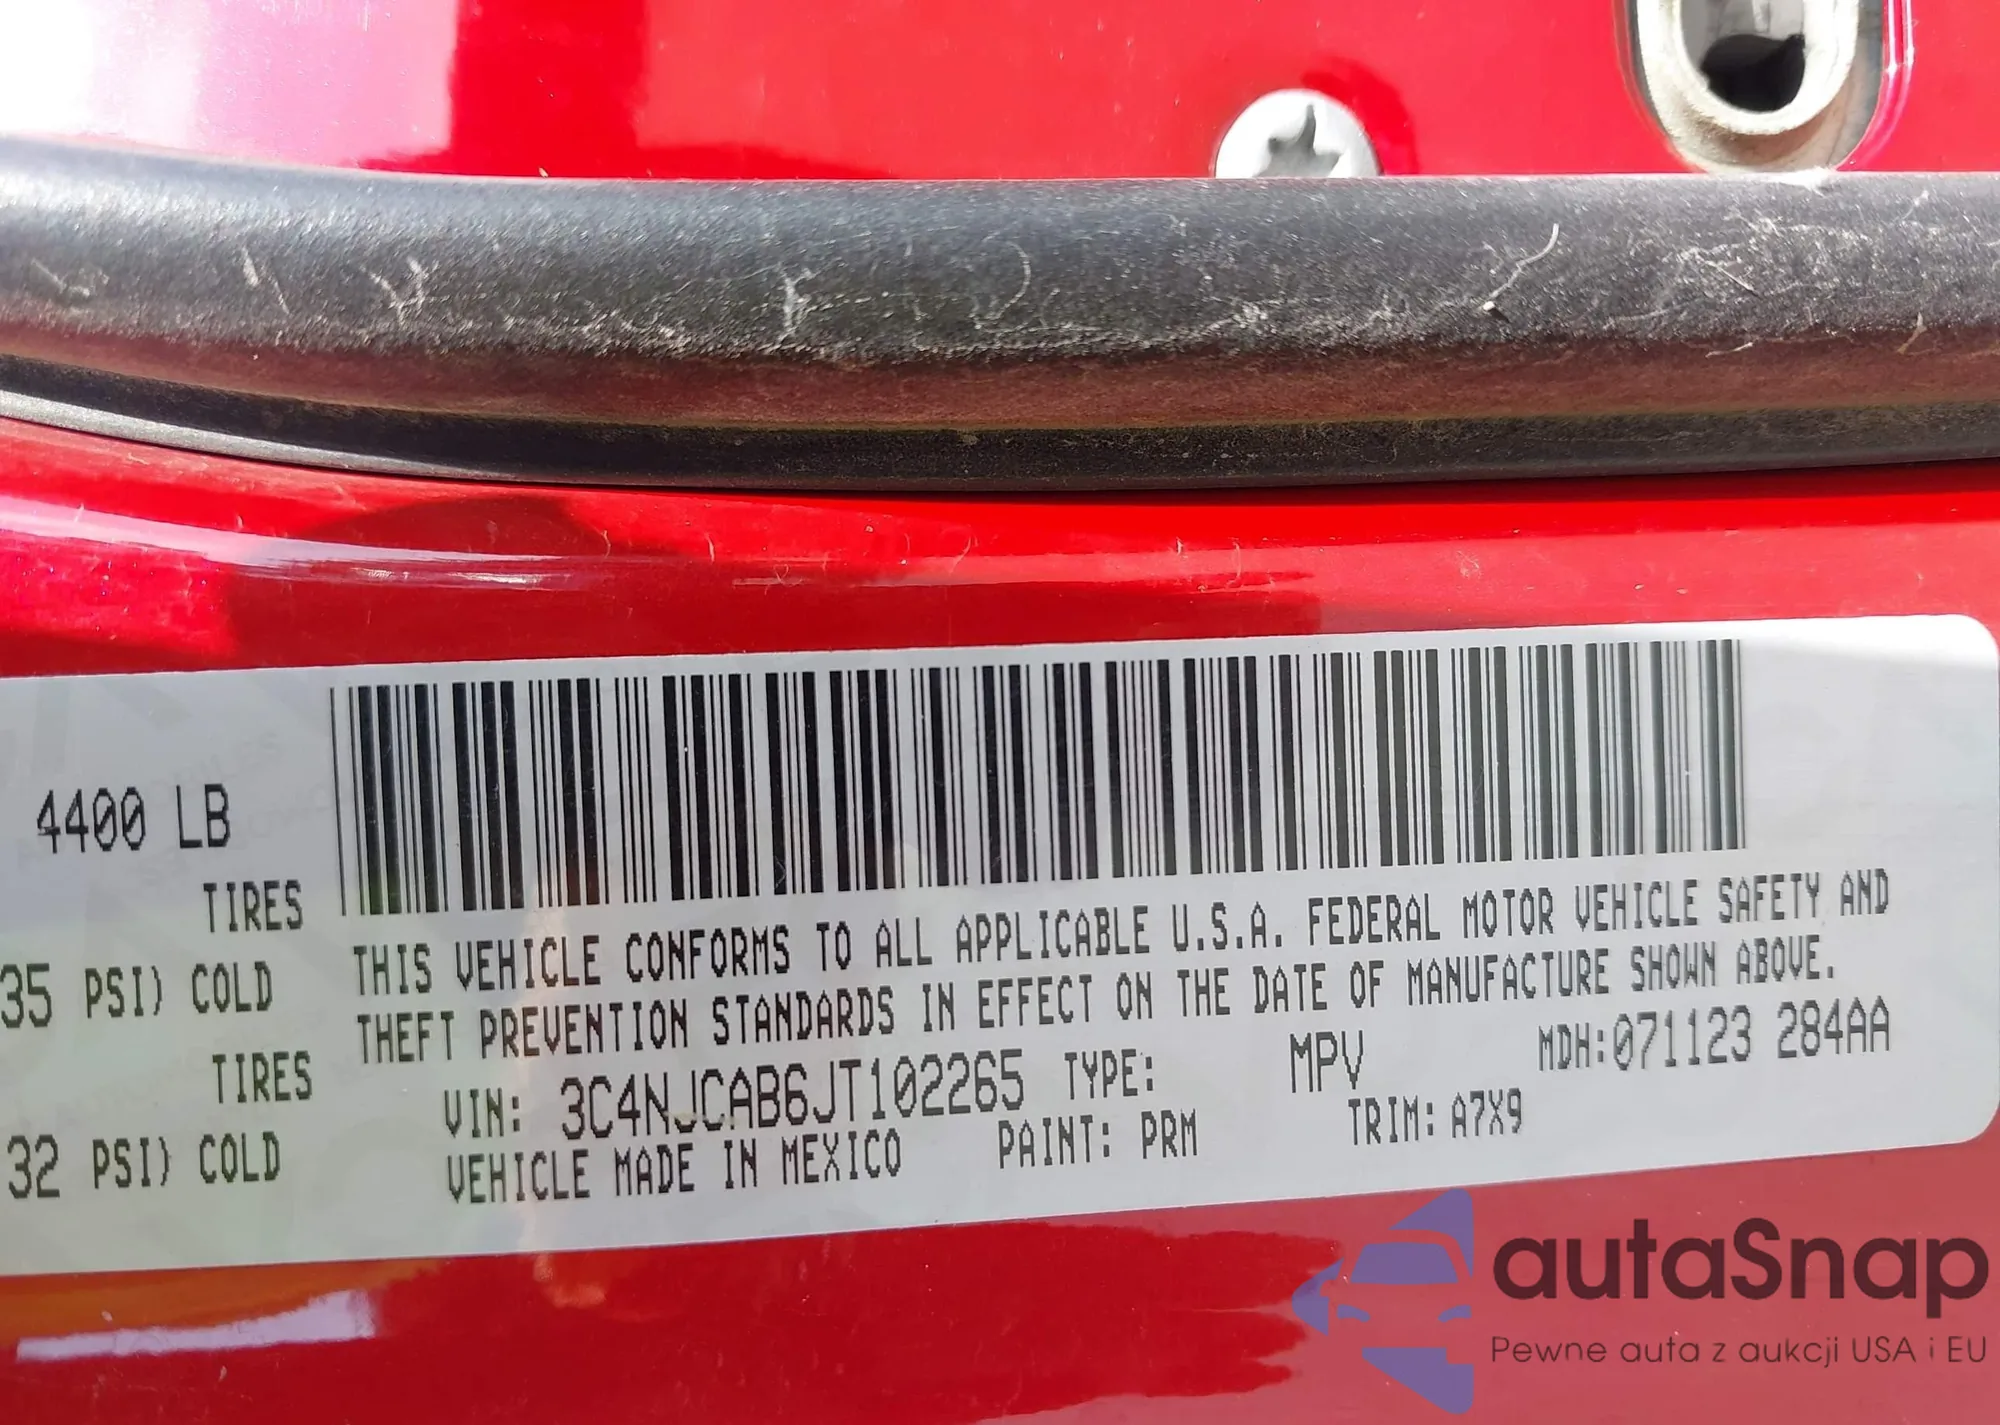 4400 LB
TIRES
35 PSI) COLD
TIRES
32 PSI) COLD
THIS VEHICLE CONFORMS TO ALL APPLICABLE U.S.A. FEDERAL MOTOR VEHICLE SAFETY AND
THEFT PREVENTION STANDARDS IN EFFECT ON THE DATE OF MANUFACTURE SHOWN ABOVE.
VIN: 3C4NJCAB6JT102265 TYPE: MPV MDH:071123 284AA
VEHICLE MADE IN MEXICO PAINT: PRM TRIM: A7X9
autaSnap
Pewne auta z aukcji USA i EU